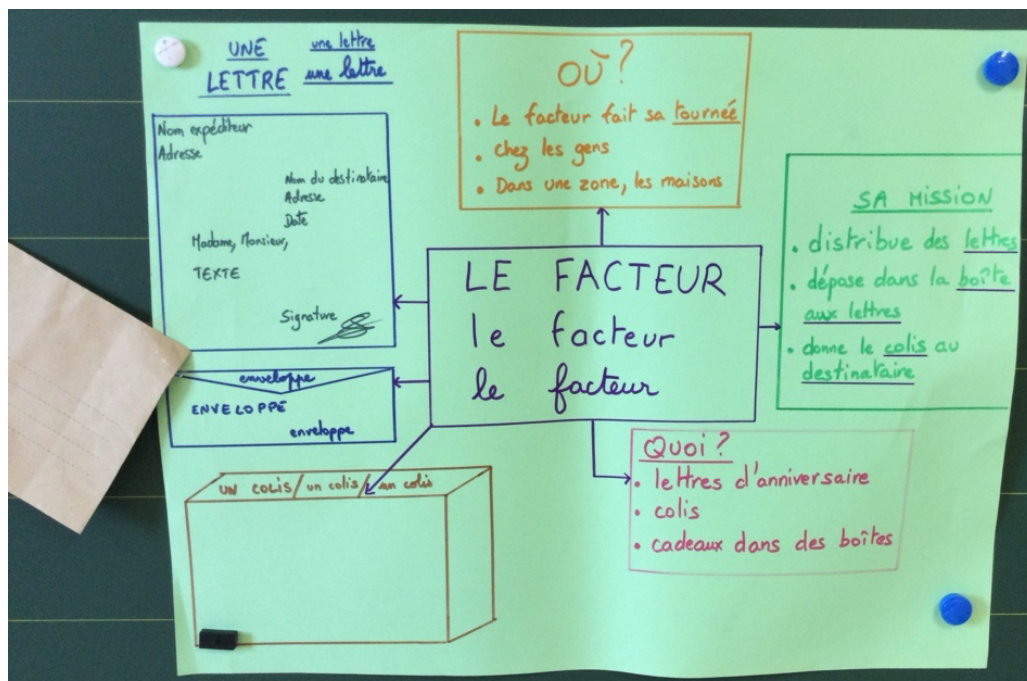 UNE
LETTRE
une lettre
une lettre
Nom expéditeur
Adresse
Nom du destinataire
Adresse
Date
Madame, Monsieur,
TEXTE
Signature
enveloppe
ENVELOPPE
enveloppe
UN COLIS / un colis / un colis
OÙ ?
• Le facteur fait sa tourneé
• chez les gens
• Dans une zone, les maisons
LE FACTEUR
le facteur
le facteur
SA MISSION
• distribue des lettres
• dépose dans la boîte
aux lettres
• donne le colis au
destinataire
Quoi ?
• lettres d'anniversaire
• colis
• cadeaux dans des boîtes